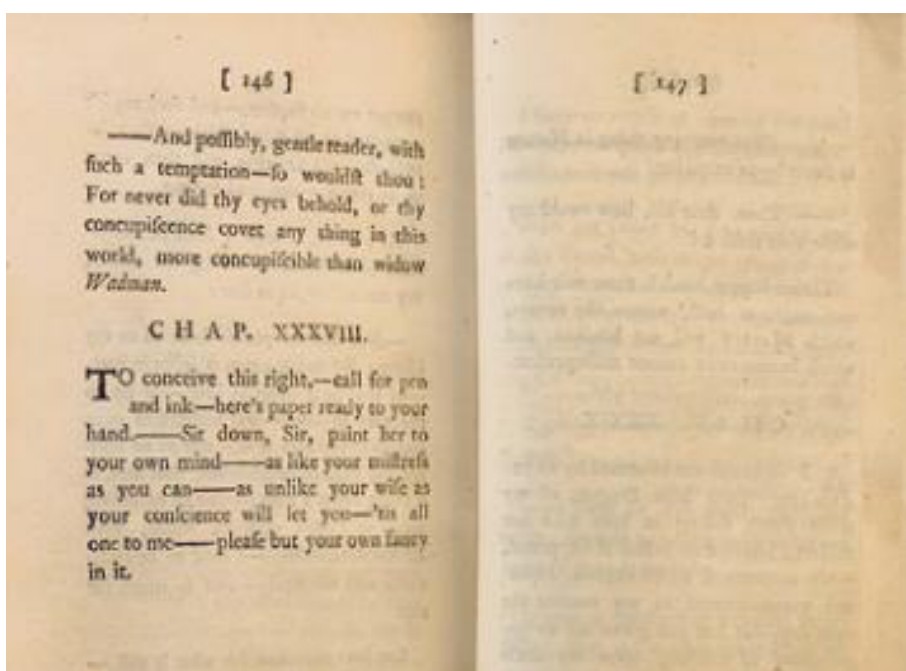 [ 146 ]
——And poſſibly, gentle reader, with
ſuch a temptation—ſo wouldſt thou:
For never did thy eyes behold, or thy
concupiſcence covet any thing in this
world, more concupiſcible than widow
Wadman.
C H A P. XXXVIII.
TO conceive this right,—call for pen
and ink—here's paper ready to your
hand.——Sit down, Sir, paint her to
your own mind——as like your miſtreſs
as you can——as unlike your wife as
your conſcience will let you—'tis all
one to me——pleaſe but your own fancy
in it.
[ 147 ]